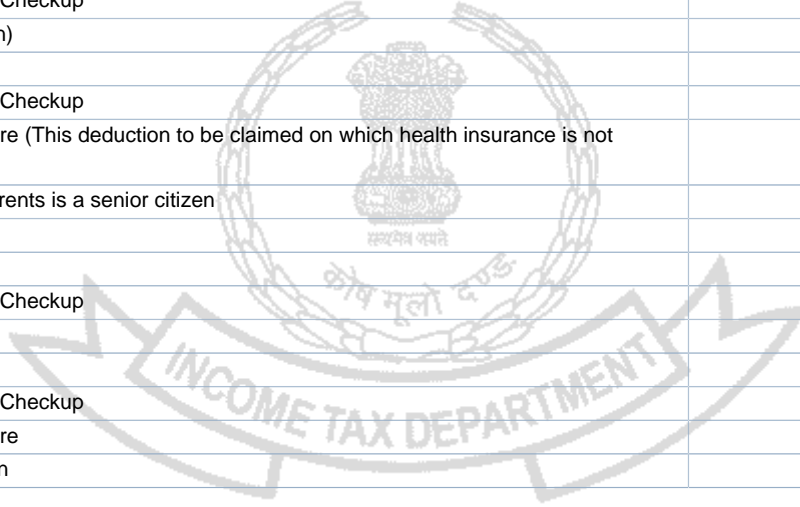 Checkup
n)
Checkup
re (This deduction to be claimed on which health insurance is not
rents is a senior citizen
सत्यमेव जयते
कोष मूलो दण्डः
Checkup
INCOME TAX DEPARTMENT
Checkup
re
n